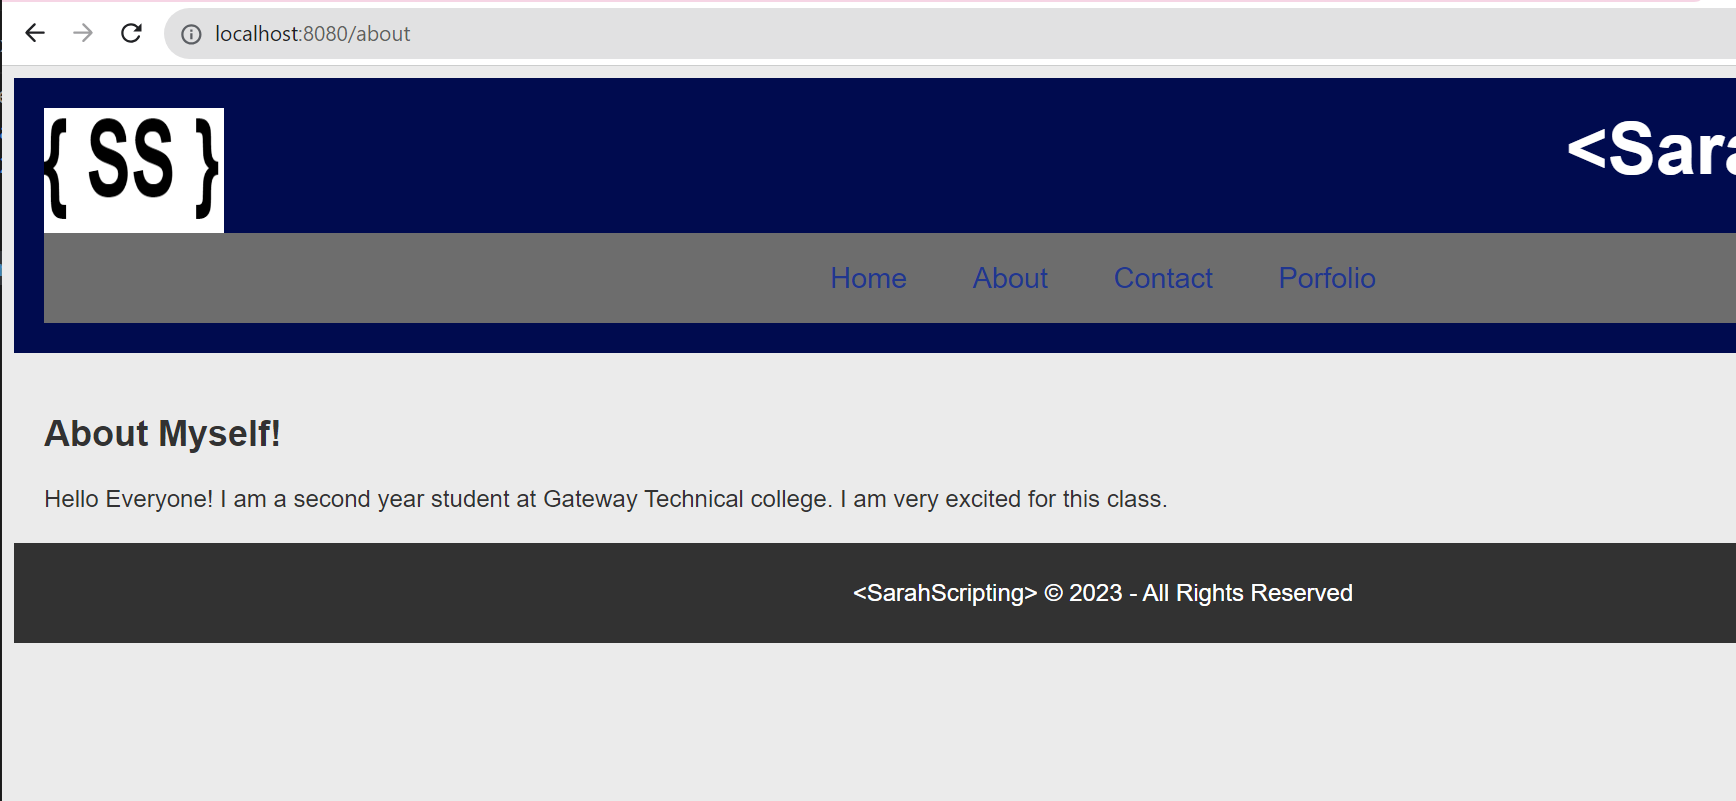 localhost:8080/about
{ SS }
<Sara
Home About Contact Porfolio
About Myself!
Hello Everyone! I am a second year student at Gateway Technical college. I am very excited for this class.
<SarahScripting> © 2023 - All Rights Reserved